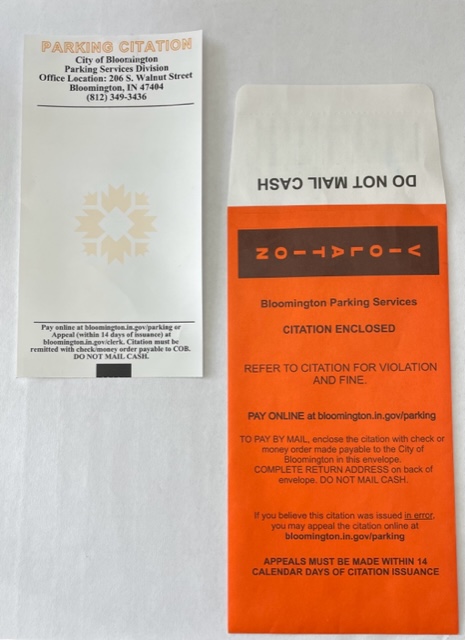 PARKING CITATION
City of Bloomington
Parking Services Division
Office Location: 206 S. Walnut Street
Bloomington, IN 47404
(812) 349-3436
Pay online at bloomington.in.gov/parking or
Appeal (within 14 days of issuance) at
bloomington.in.gov/clerk. Citation must be
remitted with check/money order payable to COB.
DO NOT MAIL CASH.
DO NOT MAIL CASH
VIOLATION
Bloomington Parking Services
CITATION ENCLOSED
REFER TO CITATION FOR VIOLATION
AND FINE.
PAY ONLINE at bloomington.in.gov/parking
TO PAY BY MAIL, enclose the citation with check or
money order made payable to the City of
Bloomington in this envelope.
COMPLETE RETURN ADDRESS on back of
envelope. DO NOT MAIL CASH.
If you believe this citation was issued in error,
you may appeal the citation online at
bloomington.in.gov/parking
APPEALS MUST BE MADE WITHIN 14
CALENDAR DAYS OF CITATION ISSUANCE